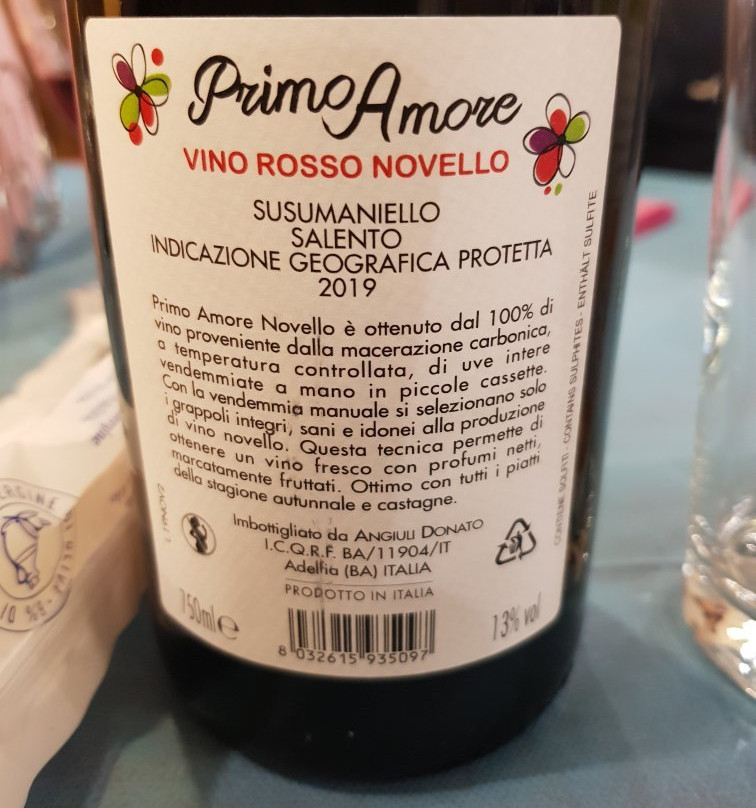 Primo Amore
VINO ROSSO NOVELLO
SUSUMANIELLO
SALENTO
INDICAZIONE GEOGRAFICA PROTETTA
2019
Primo Amore Novello è ottenuto dal 100% di
vino proveniente dalla macerazione carbonica,
a temperatura controllata, di uve intere
vendemmiate a mano in piccole cassette.
Con la vendemmia manuale si selezionano solo
i grappoli integri, sani e idonei alla produzione
di vino novello. Questa tecnica permette di
ottenere un vino fresco con profumi netti,
marcatamente fruttati. Ottimo con tutti i piatti
della stagione autunnale e castagne.
Imbottigliato da ANGIULI DONATO
I.C.Q.R.F. BA/11904/IT
Adelfia (BA) ITALIA
PRODOTTO IN ITALIA
750ml e
13% vol
8 032615 935097
CONTIENE SOLFITI - CONTAINS SULPHITES - ENTHÄLT SULFITE